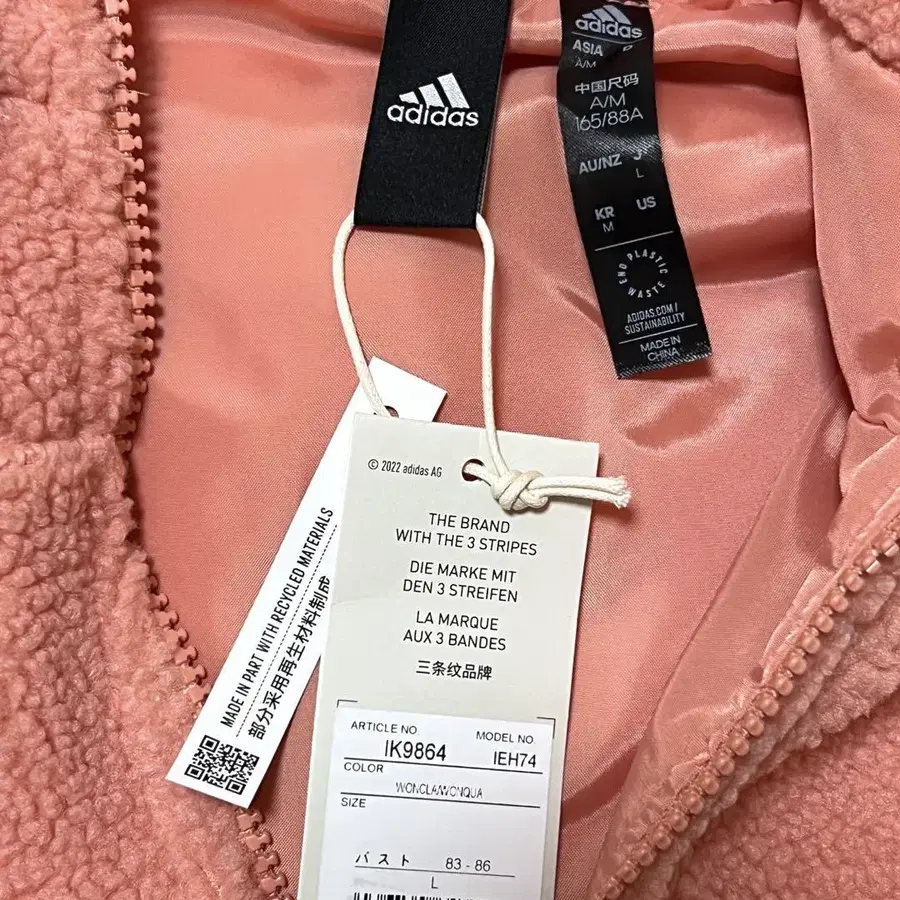 adidas
adidas
ASIA
A/M
中国尺码
A/M
165/88A
AU/NZ J
L
KR US
M
END PLASTIC WASTE
ADIDAS.COM/
SUSTAINABILITY
MADE IN
CHINA
MADE IN PART WITH RECYCLED MATERIALS
部分采用再生材料制成
© 2022 adidas AG
THE BRAND
WITH THE 3 STRIPES
DIE MARKE MIT
DEN 3 STREIFEN
LA MARQUE
AUX 3 BANDES
三条纹品牌
ARTICLE NO. MODEL NO
IK9864 IEH74
COLOR
WONCLA/WONQUA
SIZE
バスト 83 - 86
L